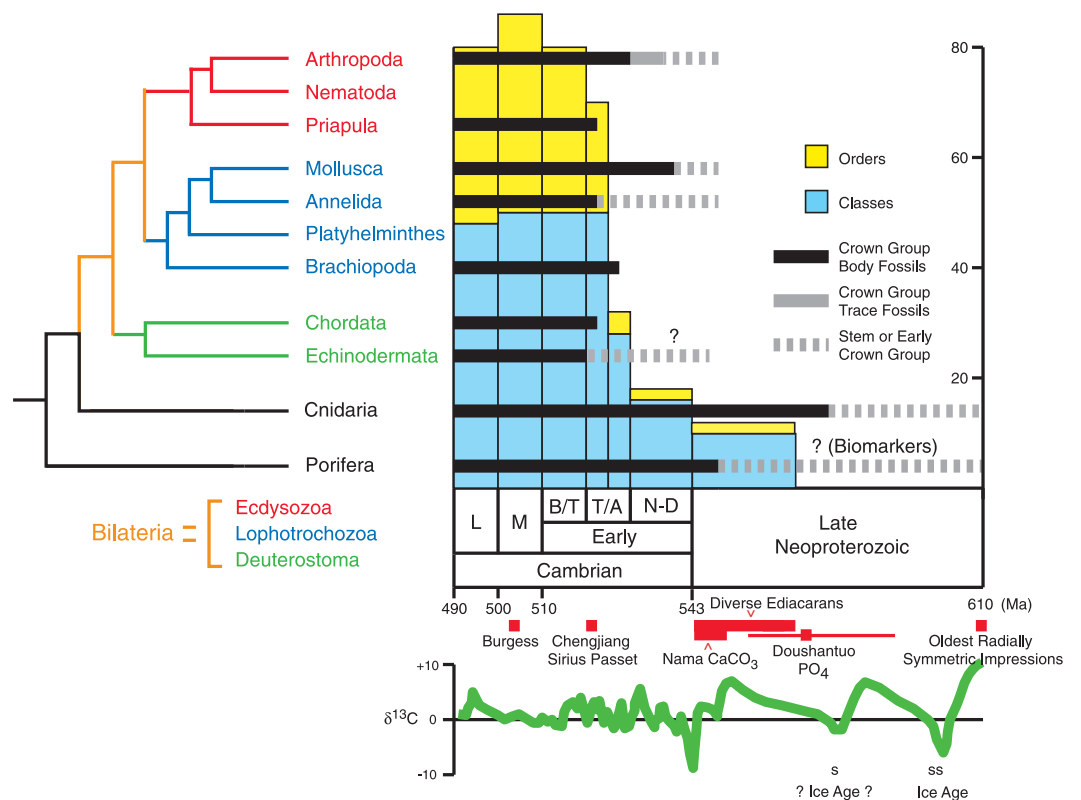 Arthropoda
Nematoda
Priapula
Mollusca
Annelida
Platyhelminthes
Brachiopoda
Chordata
Echinodermata
Cnidaria
Porifera
Bilateria
=
Ecdysozoa
Lophotrochozoa
Deuterostoma
80
60
40
20
Orders
Classes
Crown Group
Body Fossils
Crown Group
Trace Fossils
Stem or Early
Crown Group
?
? (Biomarkers)
L
M
B/T
T/A
N-D
Early
Cambrian
Late
Neoproterozoic
490
500
510
543
610 (Ma)
Diverse Ediacarans
Burgess
Chengjiang
Sirius Passet
Nama CaCO₃
Doushantuo
PO₄
Oldest Radially
Symmetric Impressions
+10
δ¹³C 0
-10
s
? Ice Age ?
ss
Ice Age